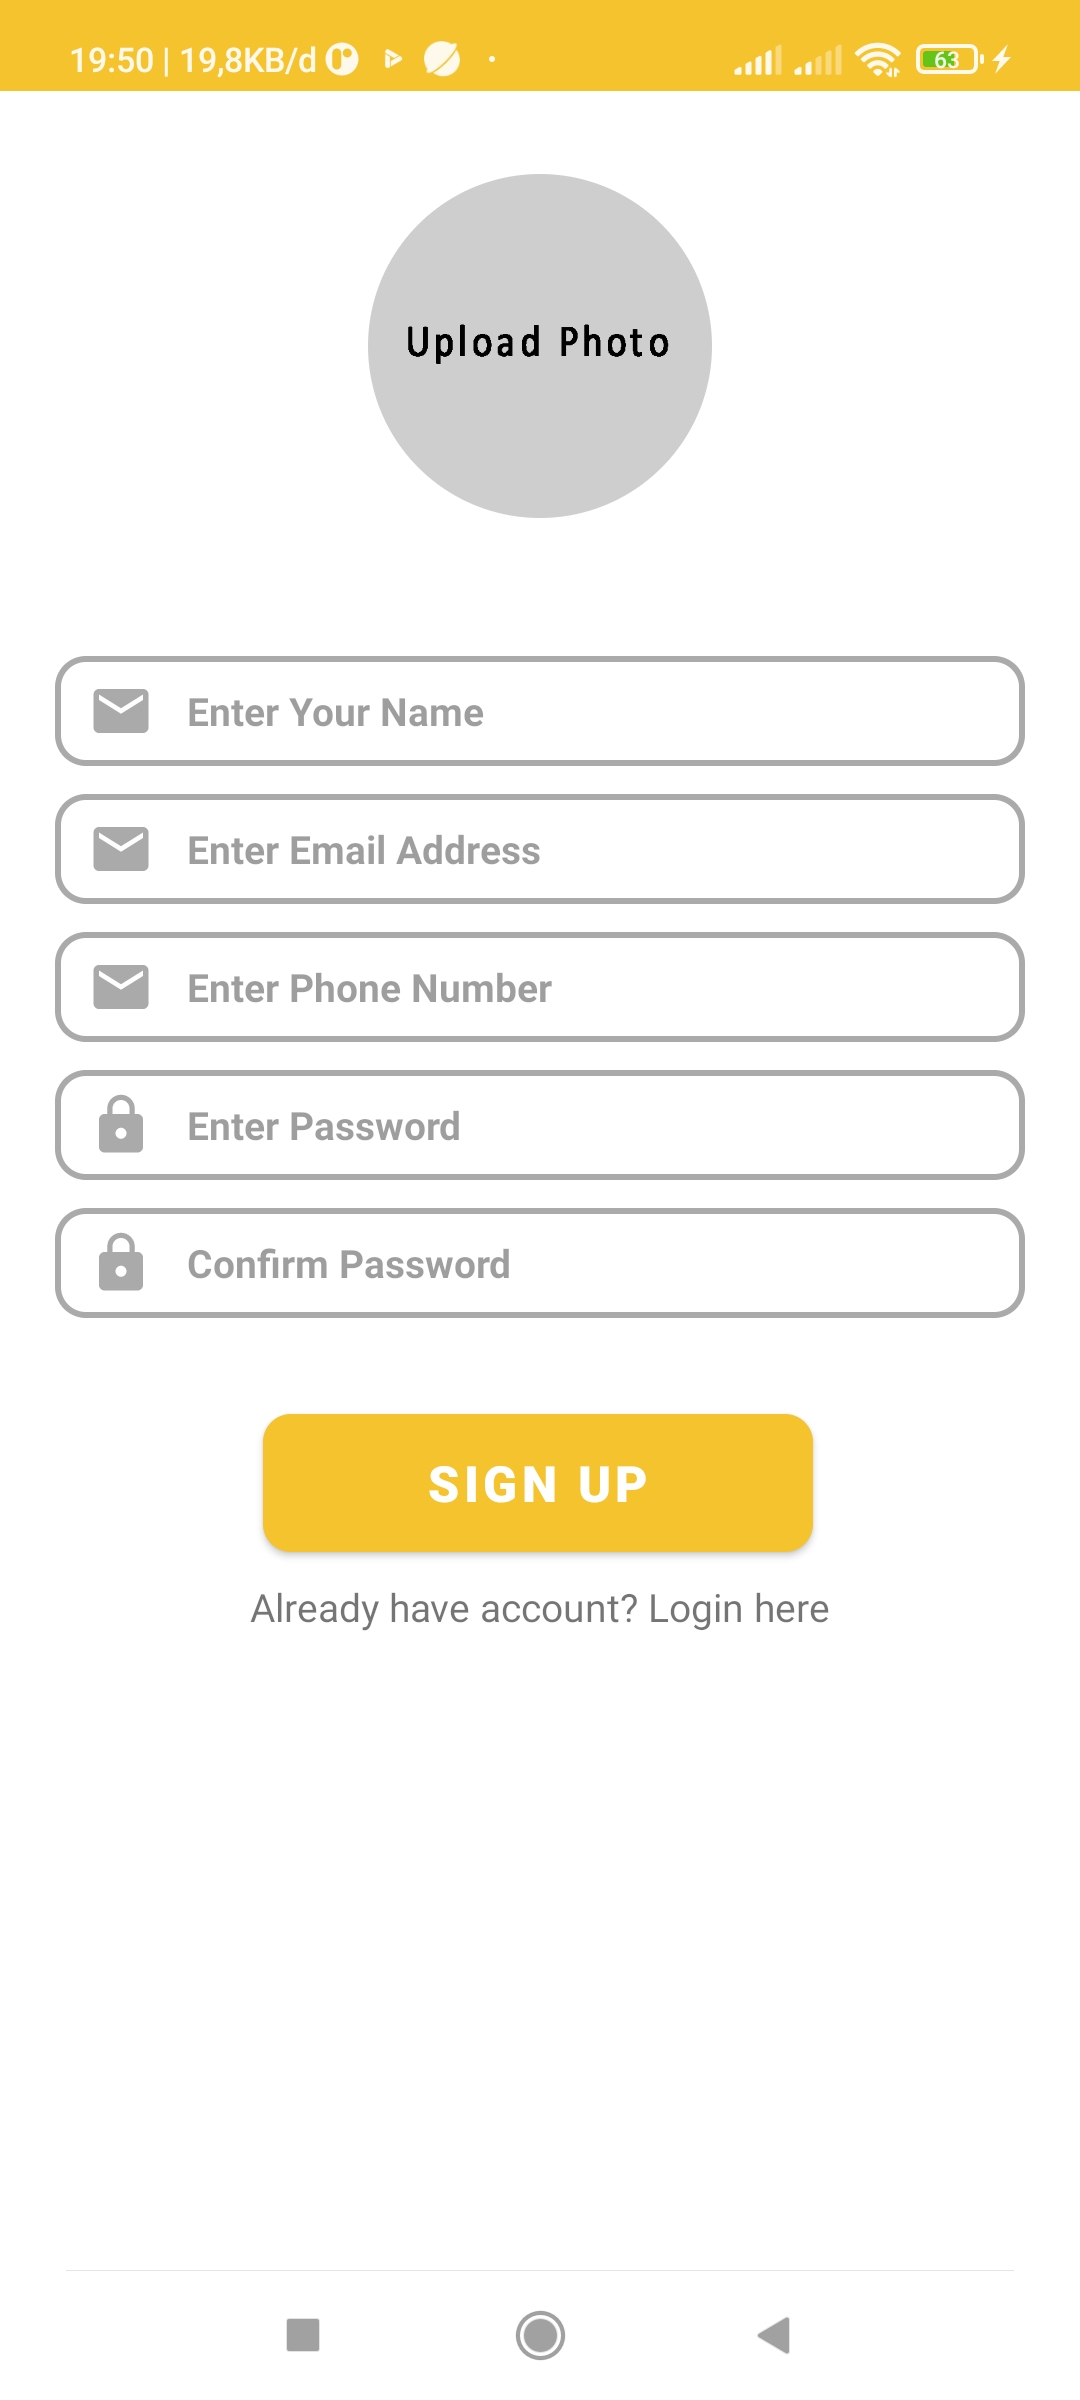 19:50 | 19,8KB/d
63
Upload Photo
Enter Your Name
Enter Email Address
Enter Phone Number
Enter Password
Confirm Password
SIGN UP
Already have account? Login here